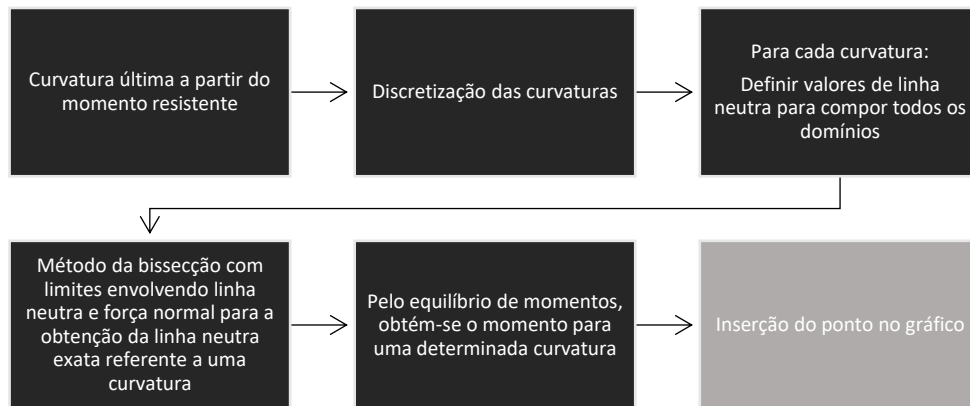 Curvatura última a partir do
momento resistente
Discretização das curvaturas
Para cada curvatura:
Definir valores de linha
neutra para compor todos os
domínios
Método da bissecção com
limites envolvendo linha
neutra e força normal para a
obtenção da linha neutra
exata referente a uma
curvatura
Pelo equilíbrio de momentos,
obtém-se o momento para
uma determinada curvatura
Inserção do ponto no gráfico